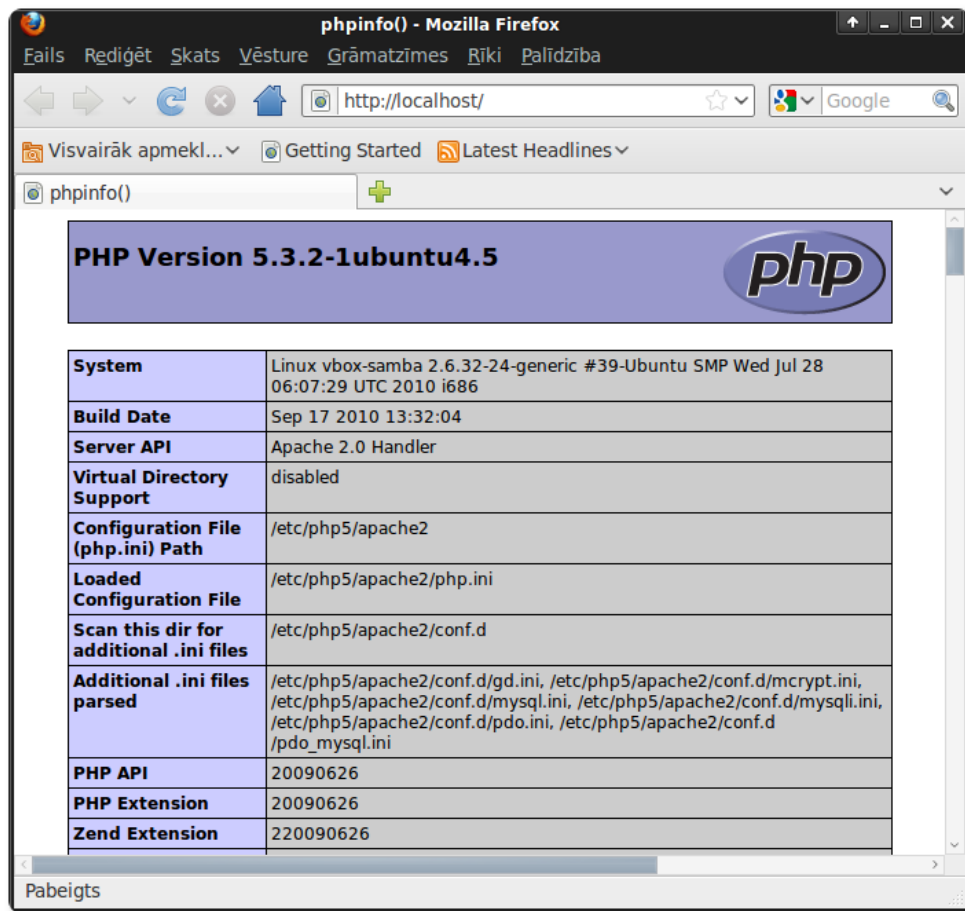 phpinfo() - Mozilla Firefox
Fails Rediģēt Skats Vēsture Grāmatzīmes Rīki Palīdzība
http://localhost/ Google
Visvairāk apmekl... Getting Started Latest Headlines
phpinfo()
PHP Version 5.3.2-1ubuntu4.5
php
System Linux vbox-samba 2.6.32-24-generic #39-Ubuntu SMP Wed Jul 28
06:07:29 UTC 2010 i686
Build Date Sep 17 2010 13:32:04
Server API Apache 2.0 Handler
Virtual Directory disabled
Support
Configuration File /etc/php5/apache2
(php.ini) Path
Loaded /etc/php5/apache2/php.ini
Configuration File
Scan this dir for /etc/php5/apache2/conf.d
additional .ini files
Additional .ini files /etc/php5/apache2/conf.d/gd.ini, /etc/php5/apache2/conf.d/mcrypt.ini,
parsed /etc/php5/apache2/conf.d/mysql.ini, /etc/php5/apache2/conf.d/mysqli.ini,
/etc/php5/apache2/conf.d/pdo.ini, /etc/php5/apache2/conf.d
/pdo_mysql.ini
PHP API 20090626
PHP Extension 20090626
Zend Extension 220090626
Pabeigts